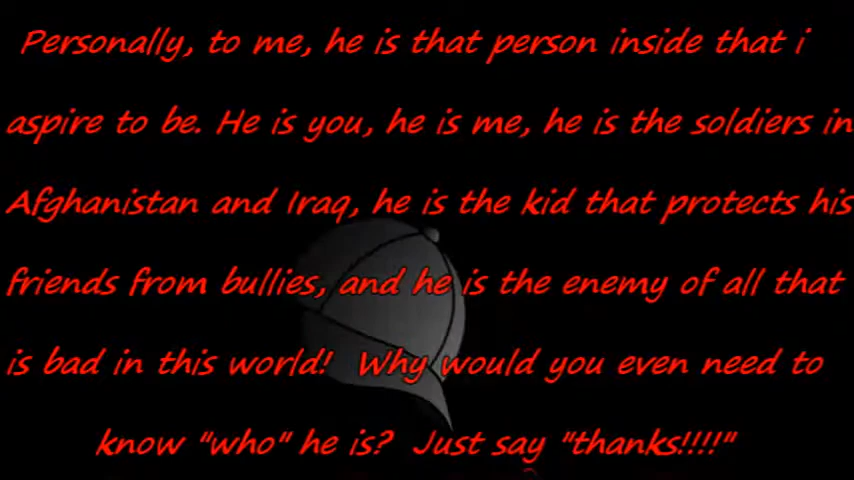 Personally, to me, he is that person inside that i
aspire to be. He is you, he is me, he is the soldiers in
Afghanistan and Iraq, he is the kid that protects his
friends from bullies, and he is the enemy of all that
is bad in this world!  Why would you even need to
know "who" he is?  Just say "thanks!!!!"